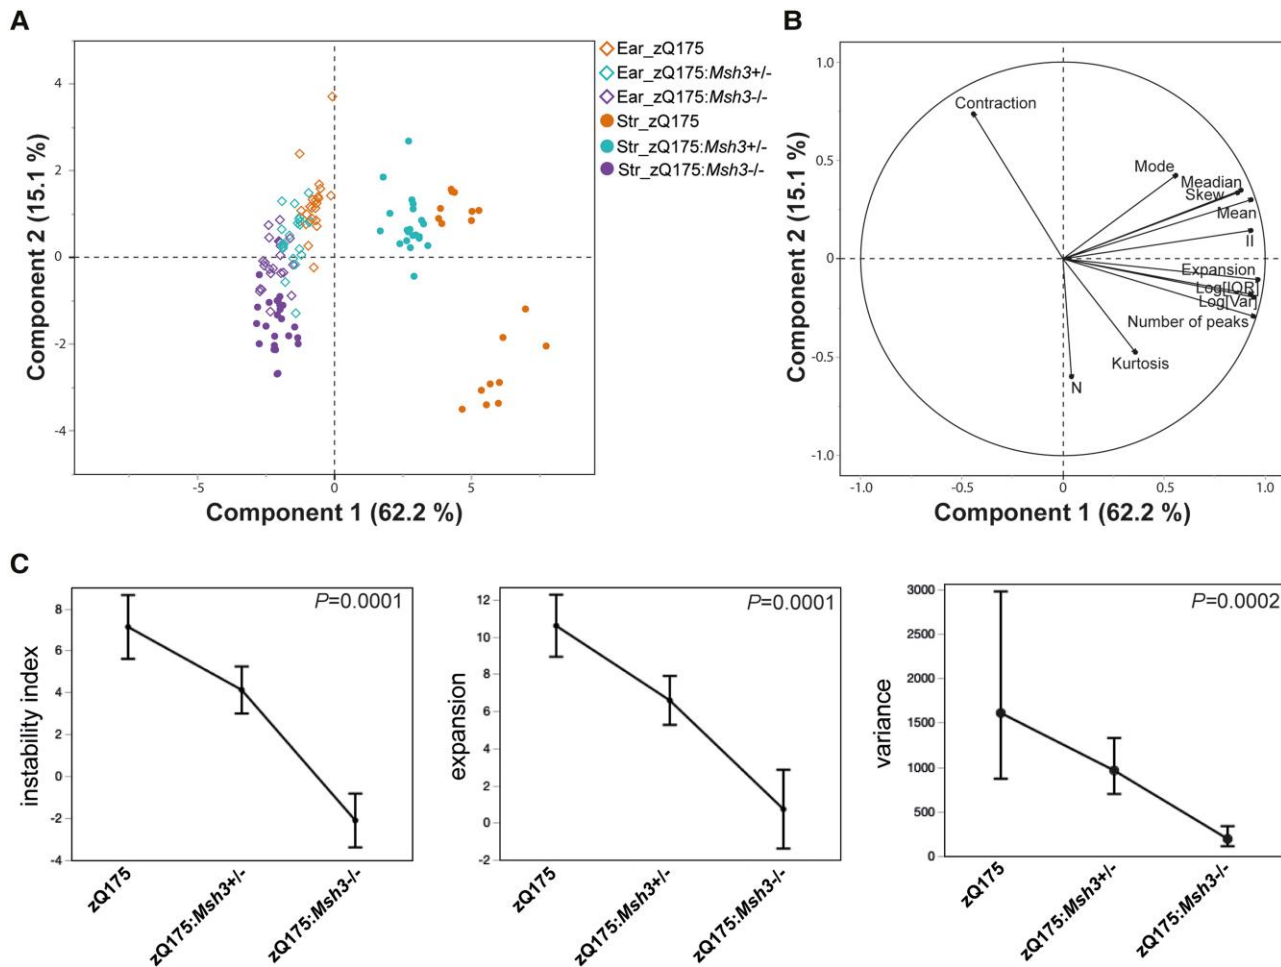 A
Component 2 (15.1 %)
4
2
0
-2
-4
-5
0
5
Component 1 (62.2 %)
Ear_zQ175
Ear_zQ175:Msh3+/-
Ear_zQ175:Msh3-/-
Str_zQ175
Str_zQ175:Msh3+/-
Str_zQ175:Msh3-/-
B
Component 2 (15.1 %)
1.0
0.5
0
-0.5
-1.0
Contraction
Mode
Meadian
Skew
Mean
II
Expansion
Log[IQR]
Log[Var]
Number of peaks
Kurtosis
N
-1.0
-0.5
0
0.5
1.0
Component 1 (62.2 %)
C
instability index
8
6
4
2
0
-2
-4
P=0.0001
zQ175
zQ175:Msh3+/-
zQ175:Msh3-/-
expansion
12
10
8
6
4
2
0
-2
P=0.0001
zQ175
zQ175:Msh3+/-
zQ175:Msh3-/-
variance
3000
2500
2000
1500
1000
500
0
P=0.0002
zQ175
zQ175:Msh3+/-
zQ175:Msh3-/-